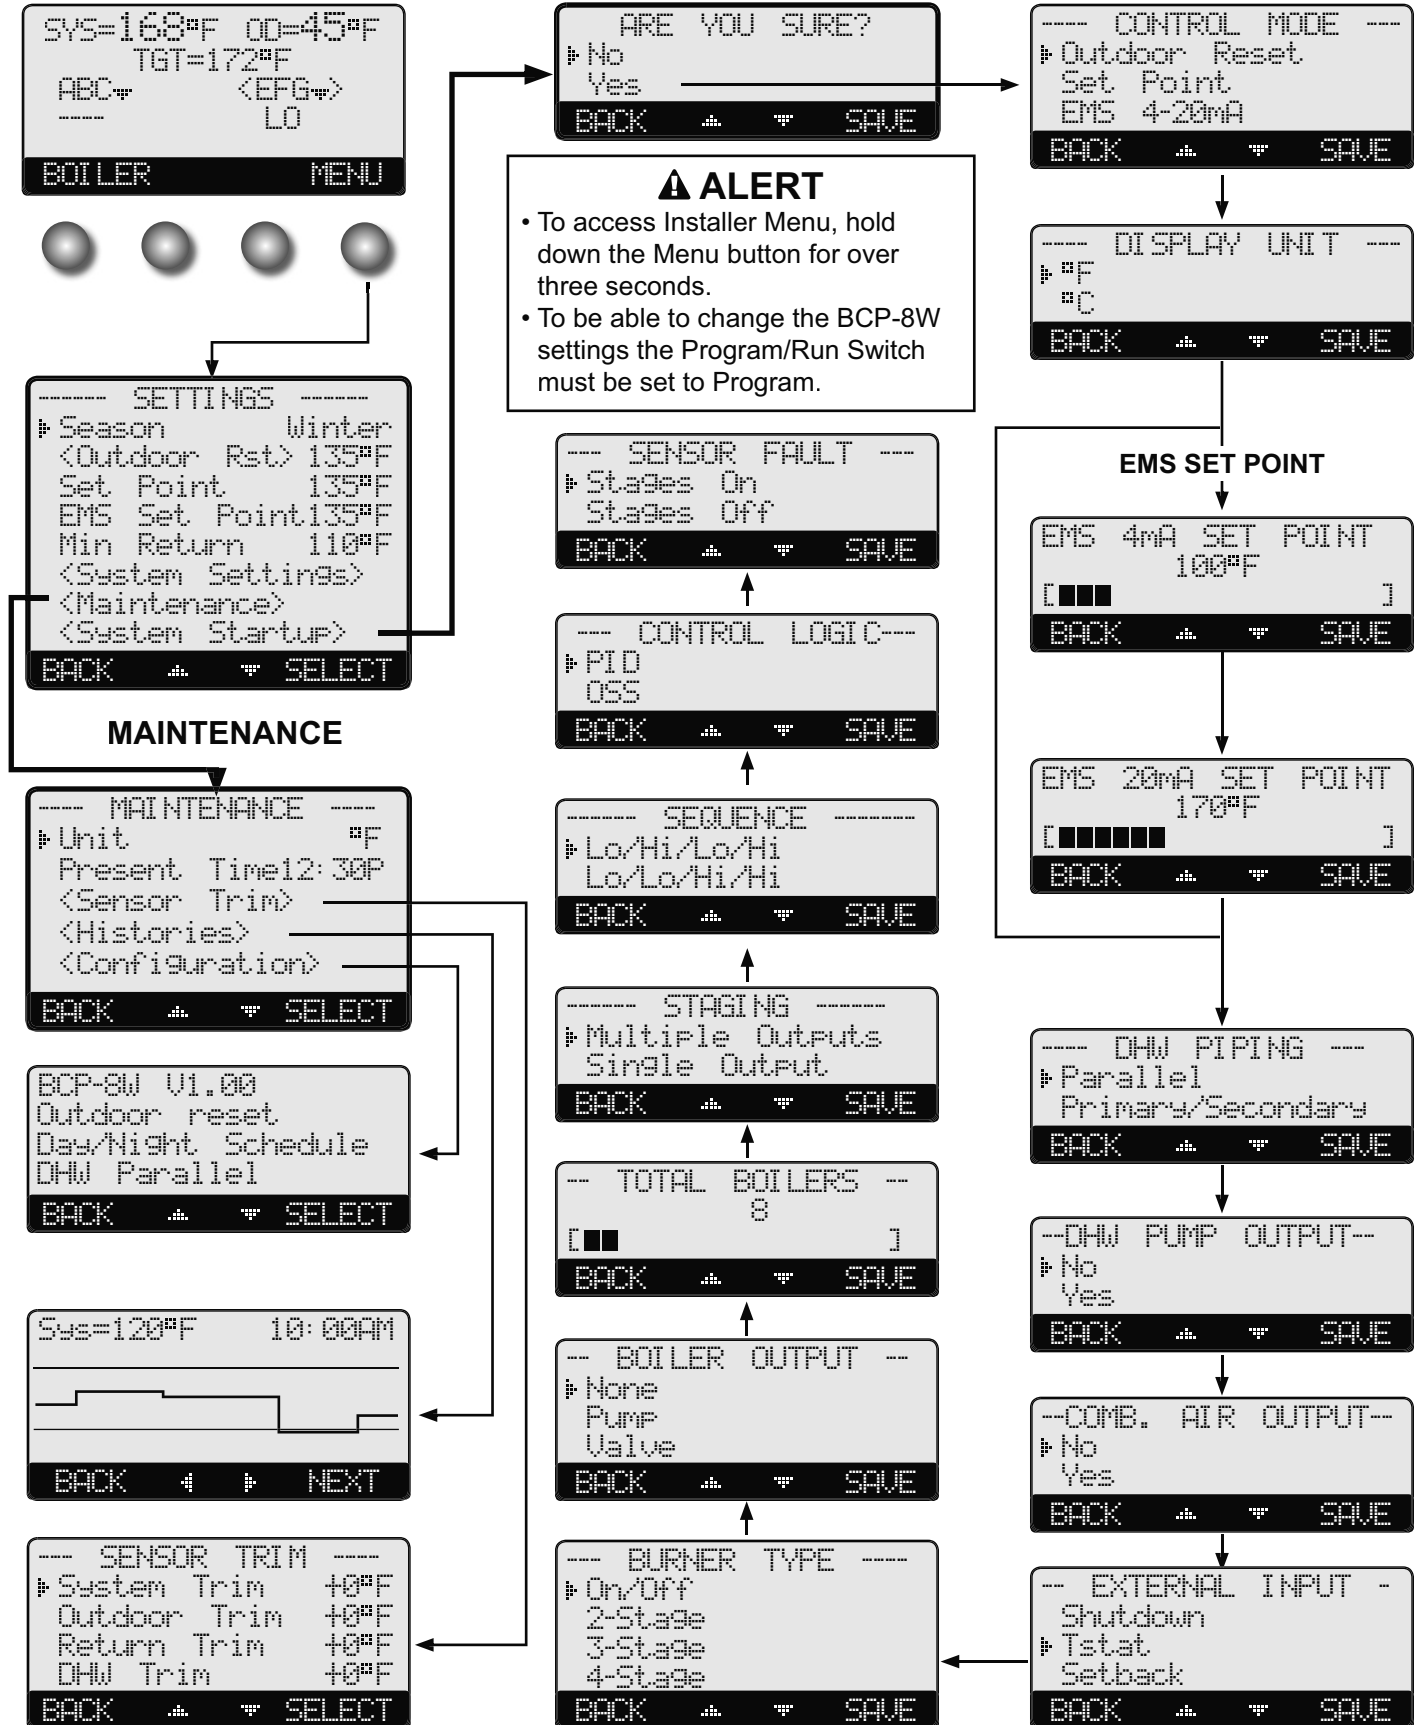 SYS=168°F OD=45°F
TGT=172°F
ABC <EFG>
---- LO
BOILER MENU
------ SETTINGS ------
Season Winter
<Outdoor Rst> 135°F
Set Point 135°F
EMS Set Point135°F
Min Return 110°F
<System Settings>
<Maintenance>
<System Startup>
BACK SELECT
MAINTENANCE
---- MAINTENANCE ----
Unit °F
Present Time12:30P
<Sensor Trim>
<Histories>
<Configuration>
BACK SELECT
BCP-8W V1.00
Outdoor reset
Day/Night Schedule
DHW Parallel
BACK SELECT
Sys=120°F 10:00AM
BACK NEXT
--- SENSOR TRIM ----
System Trim +0°F
Outdoor Trim +0°F
Return Trim +0°F
DHW Trim +0°F
BACK SELECT
ARE YOU SURE?
No
Yes
BACK SAVE
ALERT
• To access Installer Menu, hold
down the Menu button for over
three seconds.
• To be able to change the BCP-8W
settings the Program/Run Switch
must be set to Program.
--- SENSOR FAULT ---
Stages On
Stages Off
BACK SAVE
--- CONTROL LOGIC---
PID
OSS
BACK SAVE
------ SEQUENCE -------
Lo/Hi/Lo/Hi
Lo/Lo/Hi/Hi
BACK SAVE
------ STAGING ------
Multiple Outputs
Single Output
BACK SAVE
-- TOTAL BOILERS --
8
[ ]
BACK SAVE
-- BOILER OUTPUT --
None
Pump
Valve
BACK SAVE
--- BURNER TYPE ----
On/Off
2-Stage
3-Stage
4-Stage
BACK SAVE
---- CONTROL MODE ---
Outdoor Reset
Set Point
EMS 4-20mA
BACK SAVE
---- DISPLAY UNIT ---
°F
°C
BACK SAVE
EMS SET POINT
EMS 4mA SET POINT
100°F
[ ]
BACK SAVE
EMS 20mA SET POINT
170°F
[ ]
BACK SAVE
---- DHW PIPING ---
Parallel
Primary/Secondary
BACK SAVE
--DHW PUMP OUTPUT--
No
Yes
BACK SAVE
--COMB. AIR OUTPUT--
No
Yes
BACK SAVE
-- EXTERNAL INPUT -
Shutdown
Tstat
Setback
BACK SAVE